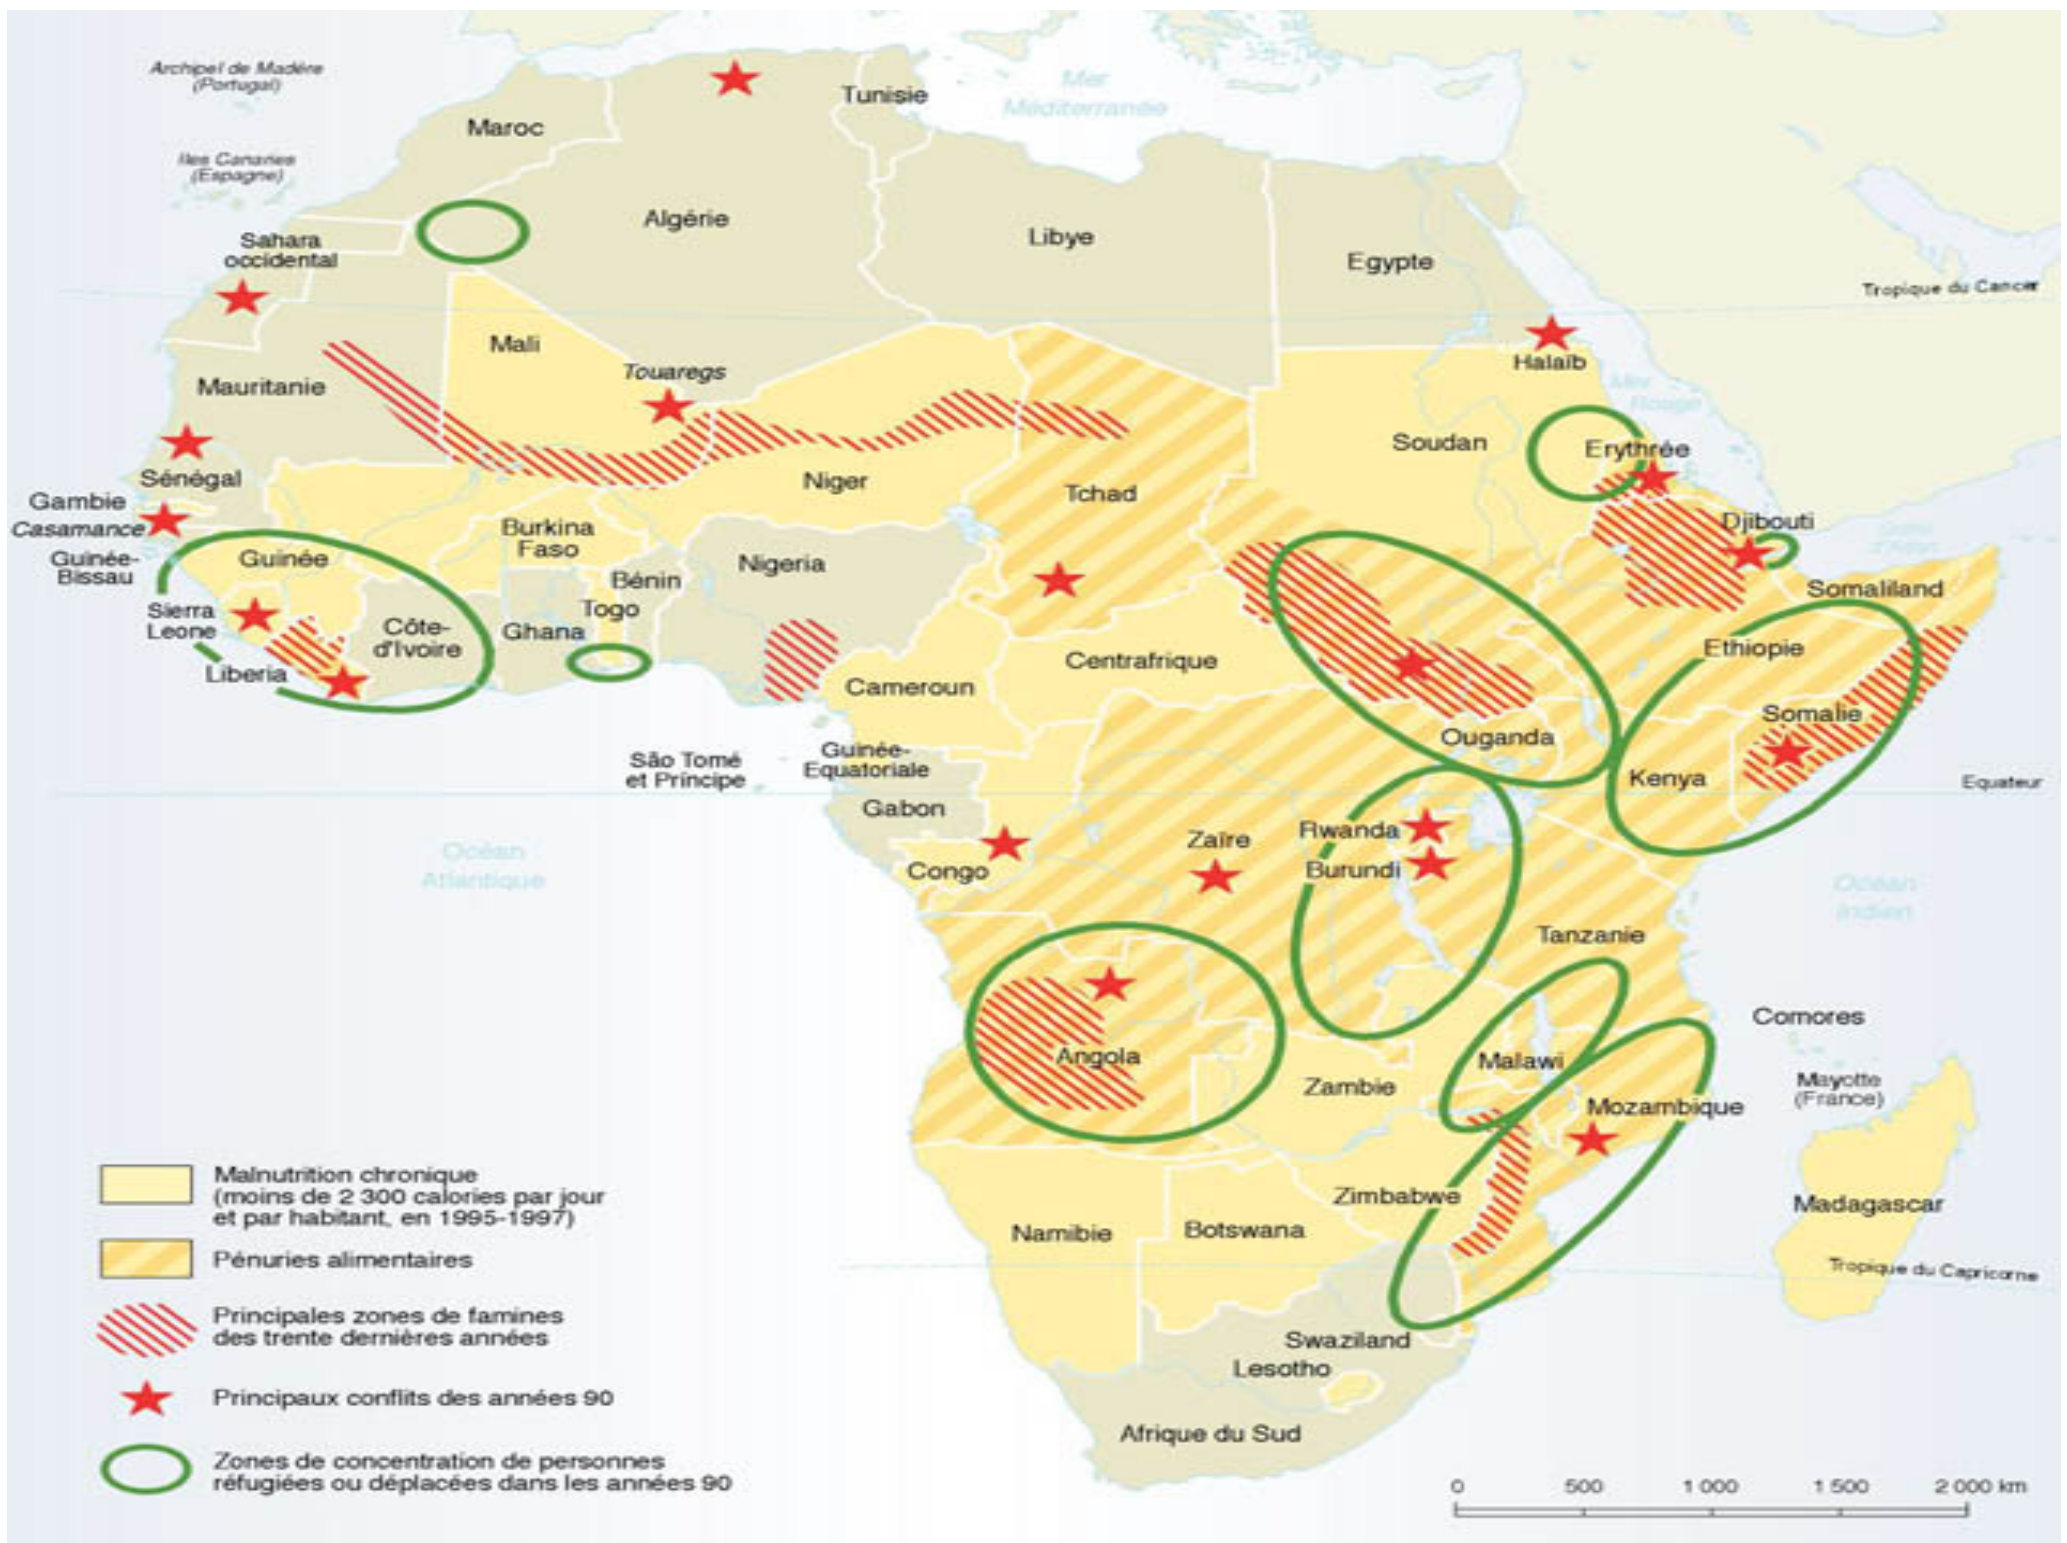 Archipel de Madère
(Portugal)
Mer
Méditerranée
Tunisie
Maroc
Iles Canaries
(Espagne)
Algérie
Libye
Egypte
Sahara
occidental
Tropique du Cancer
Mali
Touaregs
Halaïb
Mauritanie
Mer
Rouge
Soudan
Erythrée
Sénégal
Niger
Tchad
Gambie
Casamance
Djibouti
Burkina
Faso
Guinée-
Bissau
Guinée
Nigeria
Bénin
Somaliland
Togo
Sierra
Leone
Côte-
d'Ivoire
Ghana
Ethiopie
Centrafrique
Liberia
Cameroun
Somalie
Ouganda
São Tomé
et Príncipe
Guinée-
Equatoriale
Kenya
Equateur
Gabon
Rwanda
Zaïre
Burundi
Congo
Océan
Atlantique
Océan
Indien
Tanzanie
Comores
Angola
Malawi
Zambie
Mayotte
(France)
Mozambique
Zimbabwe
Madagascar
Namibie
Botswana
Tropique du Capricorne
Swaziland
Lesotho
Afrique du Sud
Malnutrition chronique
(moins de 2 300 calories par jour
et par habitant, en 1995-1997)
Pénuries alimentaires
Principales zones de famines
des trente dernières années
Principaux conflits des années 90
Zones de concentration de personnes
réfugiées ou déplacées dans les années 90
0 500 1 000 1 500 2 000 km